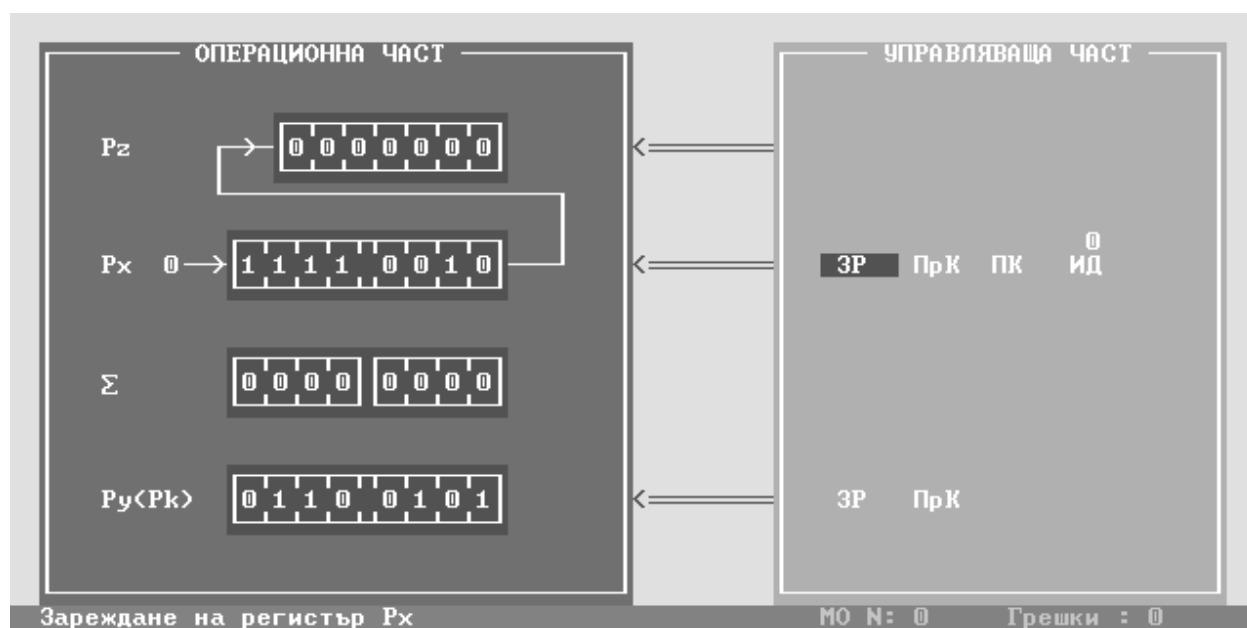 ОПЕРАЦИОННА ЧАСТ
УПРАВЛЯВАЩА ЧАСТ
Pz 0 0 0 0 0 0 0
0
Px 0 1 1 1 1 0 0 1 0 ЗР ПрК ПК ИД
Σ 0 0 0 0 0 0 0 0
Py(Pk) 0 1 1 0 0 1 0 1 ЗР ПрК
Зареждане на регистър Px МО N: 0 Грешки : 0